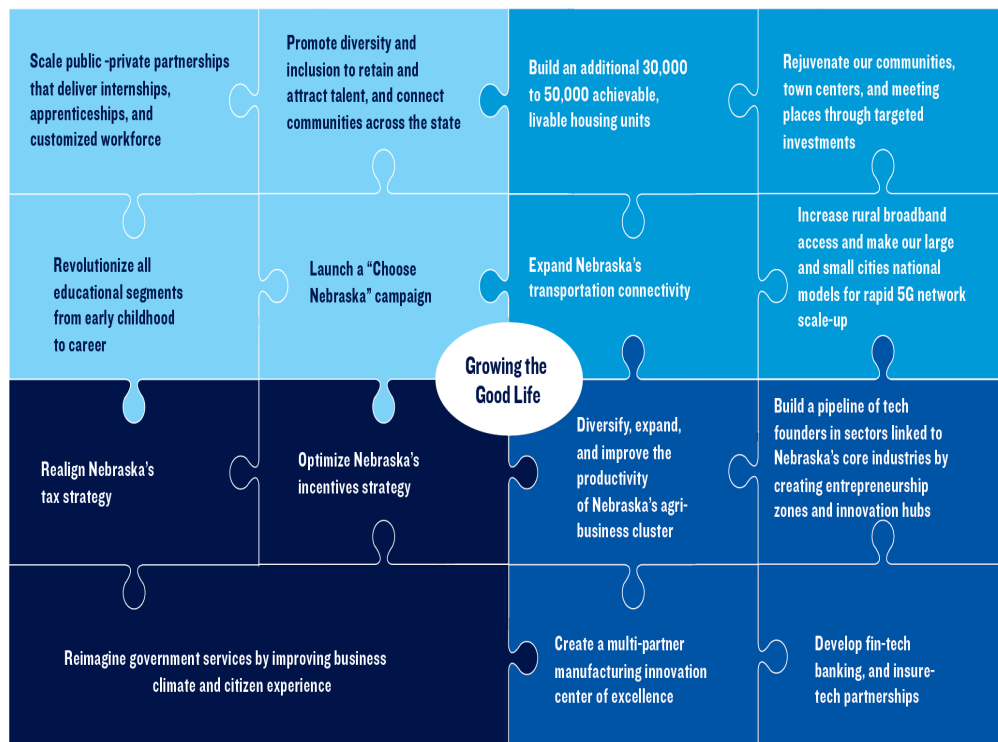 Scale public -private partnerships
that deliver internships,
apprenticeships, and
customized workforce
Promote diversity and
inclusion to retain and
attract talent, and connect
communities across the state
Build an additional 30,000
to 50,000 achievable,
livable housing units
Rejuvenate our communities,
town centers, and meeting
places through targeted
investments
Revolutionize all
educational segments
from early childhood
to career
Launch a “Choose
Nebraska” campaign
Expand Nebraska’s
transportation connectivity
Increase rural broadband
access and make our large
and small cities national
models for rapid 5G network
scale-up
Growing the
Good Life
Realign Nebraska’s
tax strategy
Optimize Nebraska’s
incentives strategy
Diversify, expand,
and improve the
productivity
of Nebraska’s agri-
business cluster
Build a pipeline of tech
founders in sectors linked to
Nebraska’s core industries by
creating entrepreneurship
zones and innovation hubs
Reimagine government services by improving business
climate and citizen experience
Create a multi-partner
manufacturing innovation
center of excellence
Develop fin-tech
banking, and insure-
tech partnerships